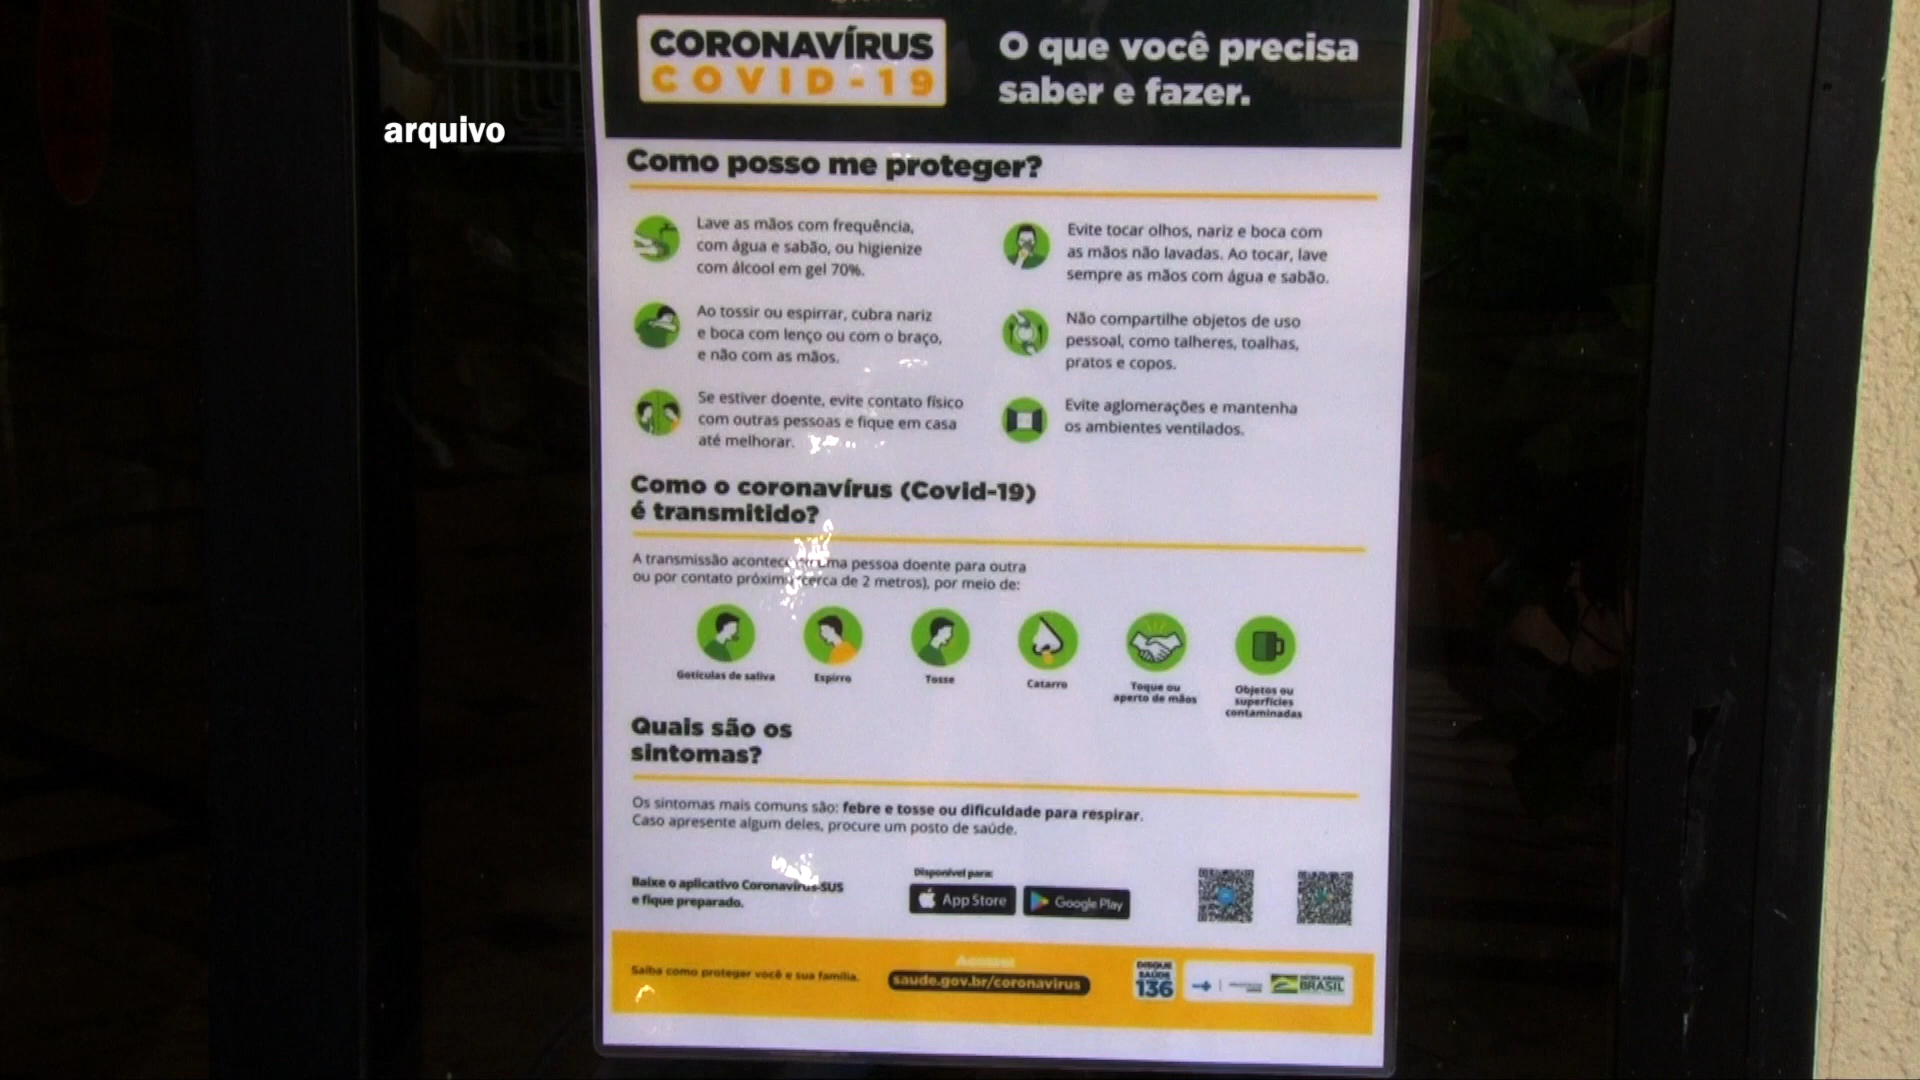 CORONAVÍRUS
COVID-19
O que você precisa
saber e fazer.
arquivo
Como posso me proteger?
Lave as mãos com frequência,
com água e sabão, ou higienize
com álcool em gel 70%.
Evite tocar olhos, nariz e boca com
as mãos não lavadas. Ao tocar, lave
sempre as mãos com água e sabão.
Ao tossir ou espirrar, cubra nariz
e boca com lenço ou com o braço,
e não com as mãos.
Não compartilhe objetos de uso
pessoal, como talheres, toalhas,
pratos e copos.
Se estiver doente, evite contato físico
com outras pessoas e fique em casa
até melhorar.
Evite aglomerações e mantenha
os ambientes ventilados.
Como o coronavírus (Covid-19)
é transmitido?
A transmissão acontece uma pessoa doente para outra
ou por contato próximo (cerca de 2 metros), por meio de:
Gotículas de saliva
Espirro
Tosse
Catarro
Toque ou
aperto de mãos
Objetos ou
superfícies
contaminadas
Quais são os
sintomas?
Os sintomas mais comuns são: febre e tosse ou dificuldade para respirar.
Caso apresente algum deles, procure um posto de saúde.
Baixe o aplicativo Coronavírus-SUS
e fique preparado.
Disponível para:
App Store
Google Play
Saiba como proteger você e sua família.
Acesse:
saude.gov.br/coronavirus
DISQUE
SAÚDE
136
BRASIL